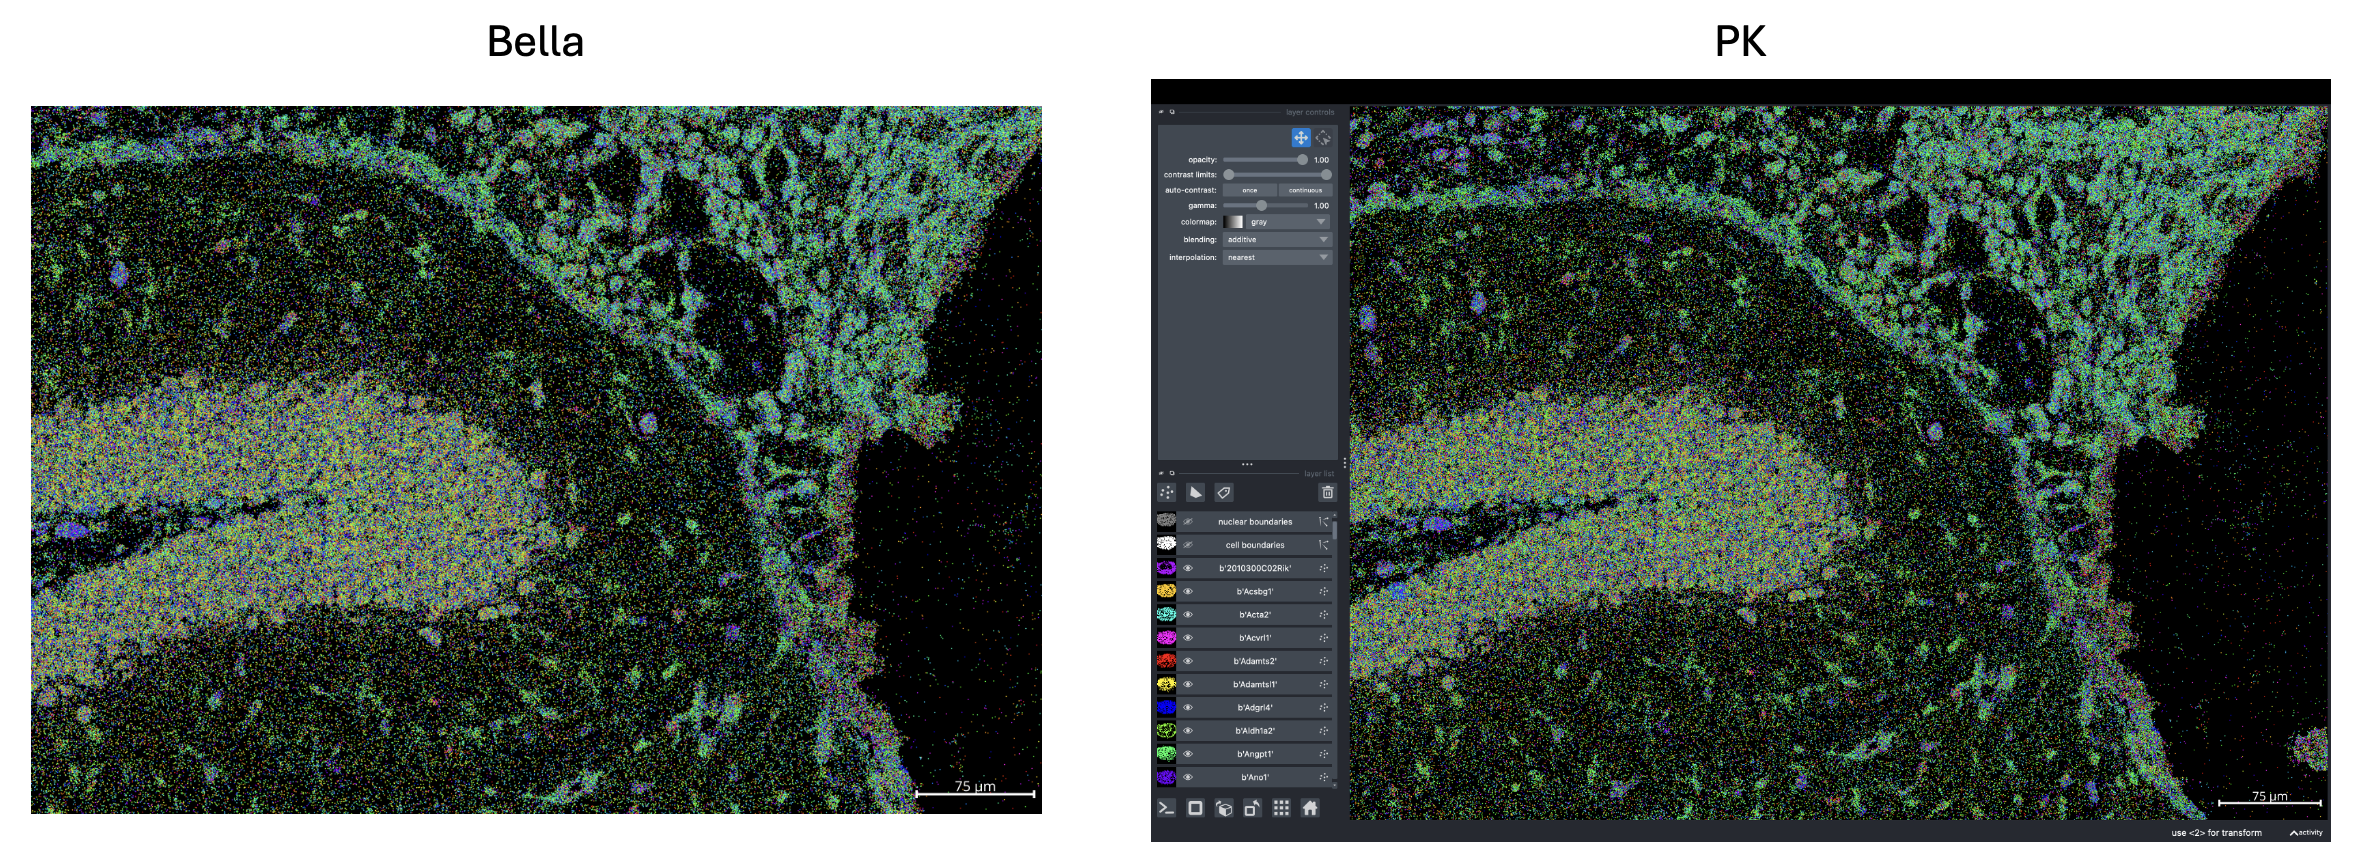 Bella
PK
75 μm
layer controls
opacity: 1.00
contrast limits:
auto-contrast: once continuous
gamma: 1.00
colormap: gray
blending: additive
interpolation: nearest
layer list
nuclear boundaries
cell boundaries
b'2010300C02Rik'
b'Acsbg1'
b'Acta2'
b'Acvrl1'
b'Adamts2'
b'Adamtsl1'
b'Adgrl4'
b'Aldh1a2'
b'Angpt1'
b'Ano1'
75 μm
use <2> for transform activity